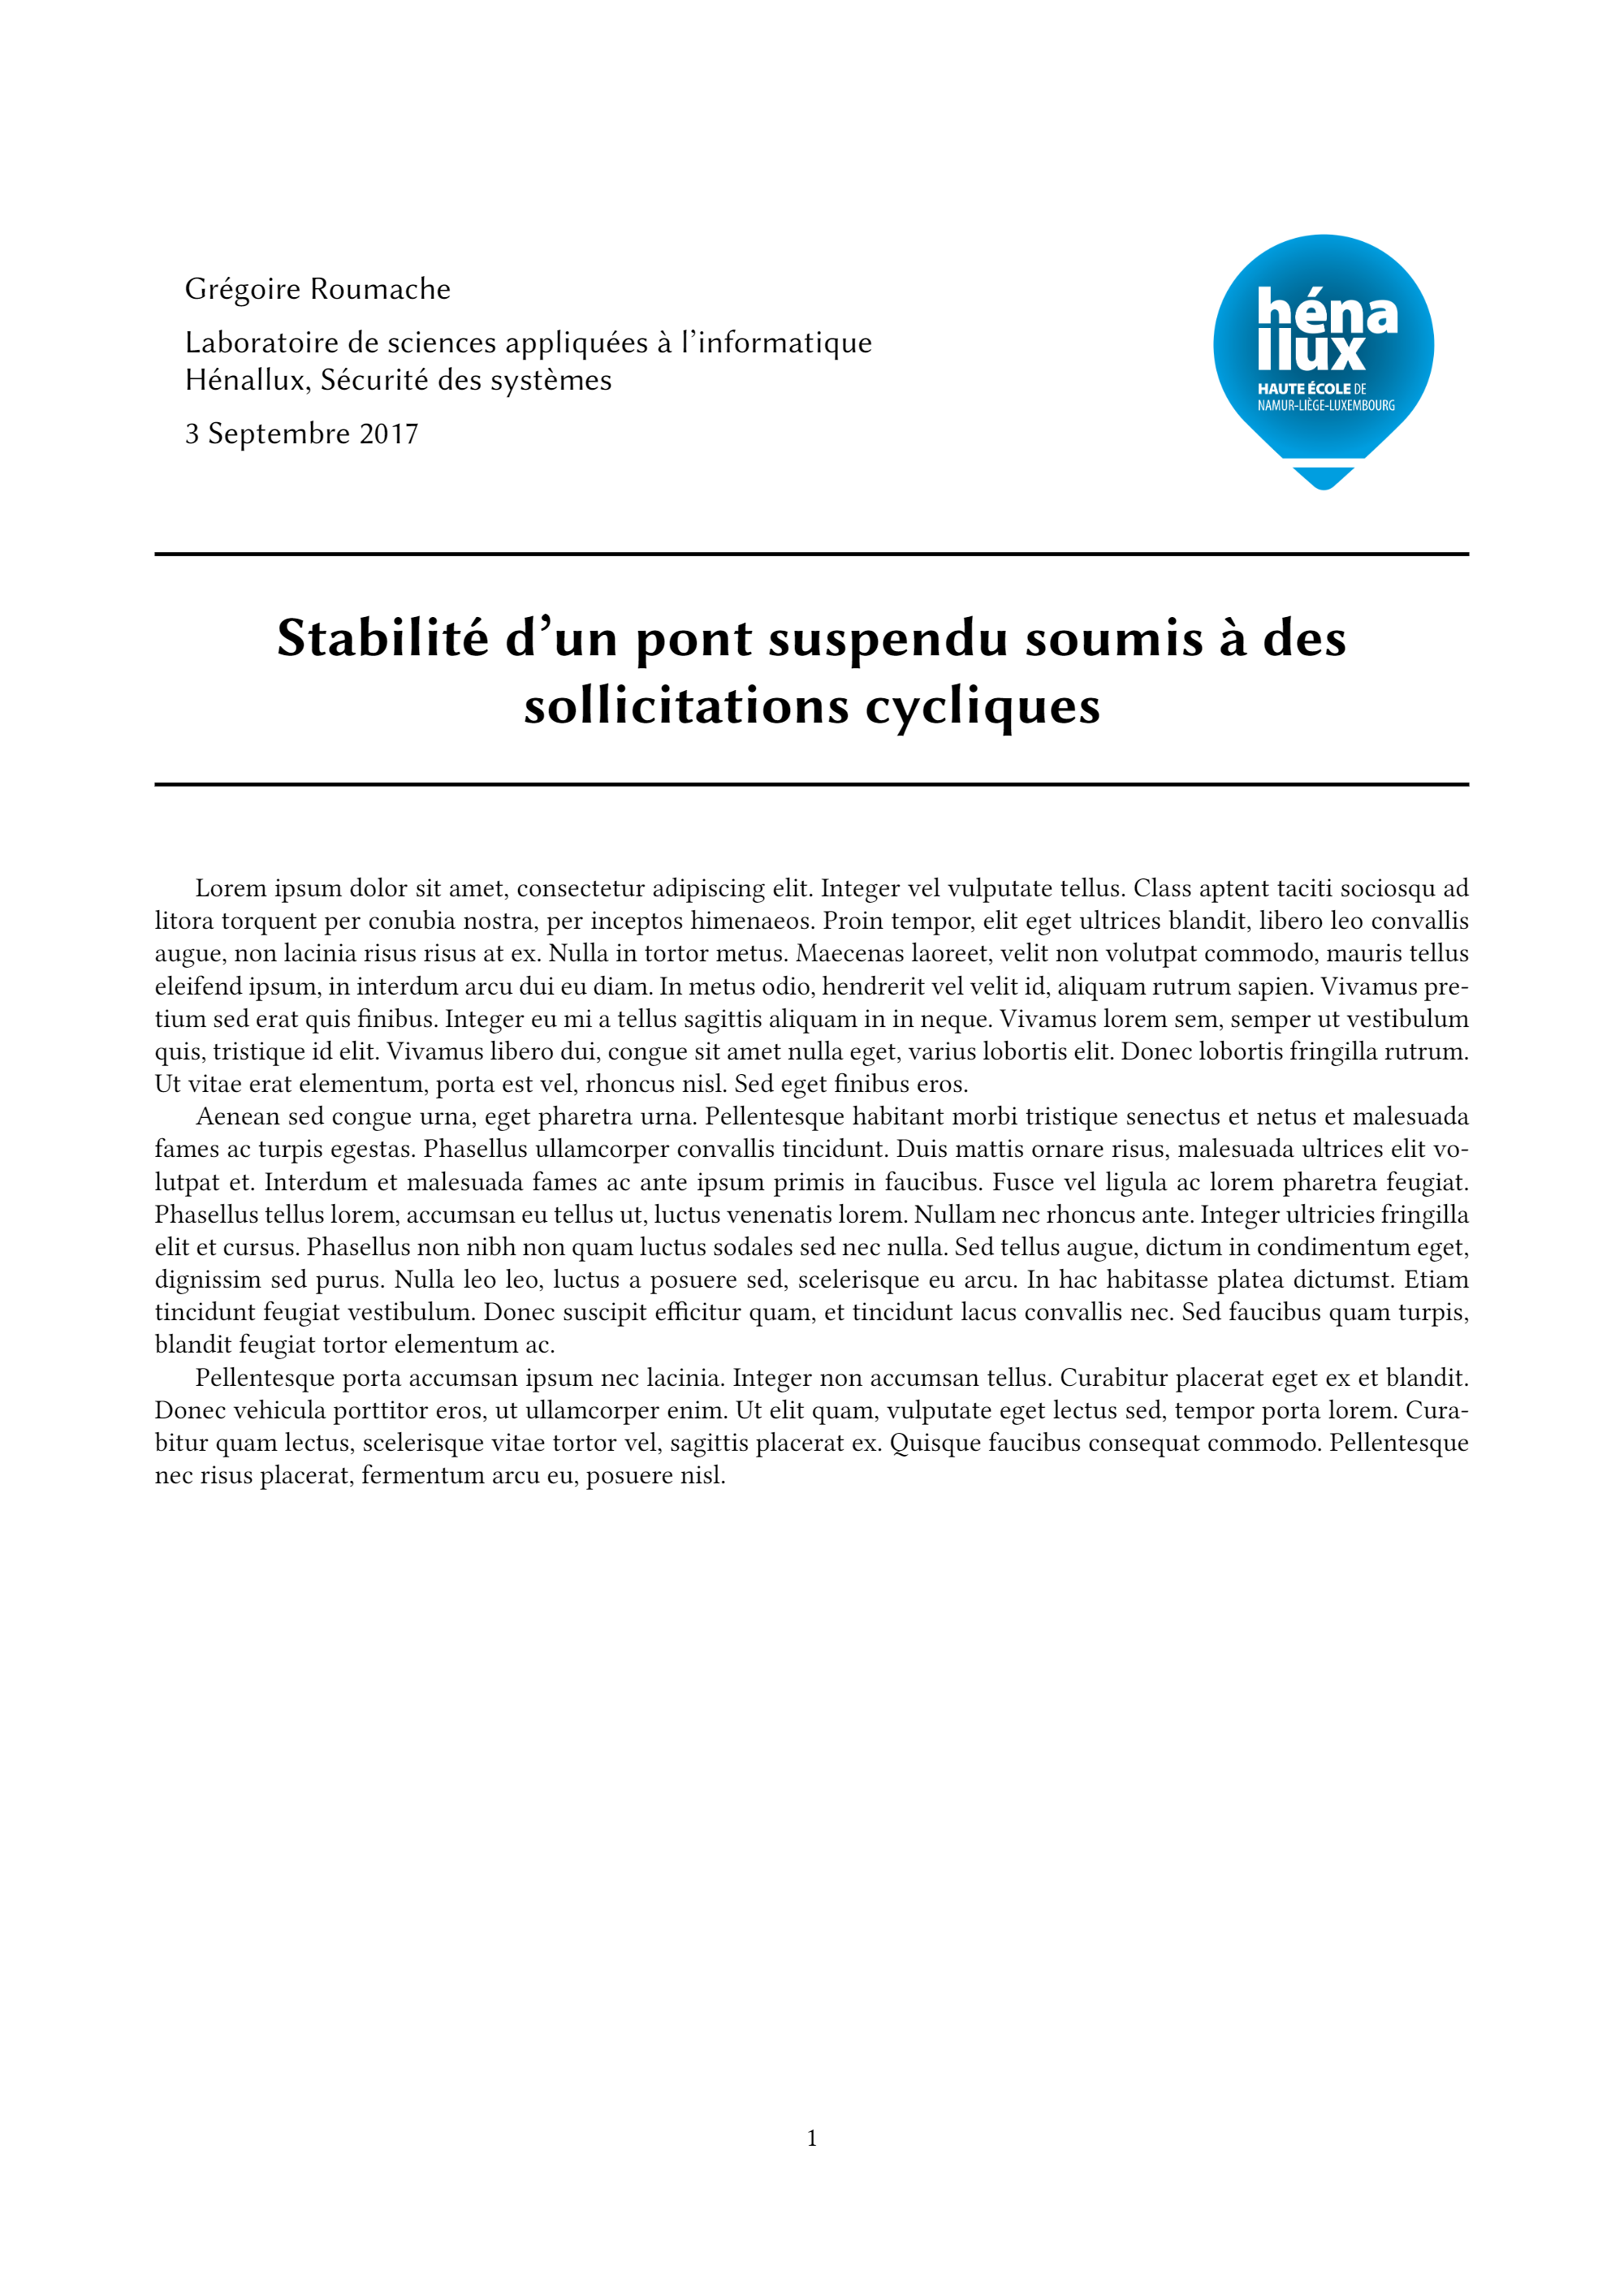 Grégoire Roumache
Laboratoire de sciences appliquées à l’informatique
Hénallux, Sécurité des systèmes
3 Septembre 2017
héna
llux
HAUTE ÉCOLE DE
NAMUR-LIÈGE-LUXEMBOURG
Stabilité d’un pont suspendu soumis à des
sollicitations cycliques
Lorem ipsum dolor sit amet, consectetur adipiscing elit. Integer vel vulputate tellus. Class aptent taciti sociosqu ad
litora torquent per conubia nostra, per inceptos himenaeos. Proin tempor, elit eget ultrices blandit, libero leo convallis
augue, non lacinia risus risus at ex. Nulla in tortor metus. Maecenas laoreet, velit non volutpat commodo, mauris tellus
eleifend ipsum, in interdum arcu dui eu diam. In metus odio, hendrerit vel velit id, aliquam rutrum sapien. Vivamus pre-
tium sed erat quis finibus. Integer eu mi a tellus sagittis aliquam in in neque. Vivamus lorem sem, semper ut vestibulum
quis, tristique id elit. Vivamus libero dui, congue sit amet nulla eget, varius lobortis elit. Donec lobortis fringilla rutrum.
Ut vitae erat elementum, porta est vel, rhoncus nisl. Sed eget finibus eros.
Aenean sed congue urna, eget pharetra urna. Pellentesque habitant morbi tristique senectus et netus et malesuada
fames ac turpis egestas. Phasellus ullamcorper convallis tincidunt. Duis mattis ornare risus, malesuada ultrices elit vo-
lutpat et. Interdum et malesuada fames ac ante ipsum primis in faucibus. Fusce vel ligula ac lorem pharetra feugiat.
Phasellus tellus lorem, accumsan eu tellus ut, luctus venenatis lorem. Nullam nec rhoncus ante. Integer ultricies fringilla
elit et cursus. Phasellus non nibh non quam luctus sodales sed nec nulla. Sed tellus augue, dictum in condimentum eget,
dignissim sed purus. Nulla leo leo, luctus a posuere sed, scelerisque eu arcu. In hac habitasse platea dictumst. Etiam
tincidunt feugiat vestibulum. Donec suscipit efficitur quam, et tincidunt lacus convallis nec. Sed faucibus quam turpis,
blandit feugiat tortor elementum ac.
Pellentesque porta accumsan ipsum nec lacinia. Integer non accumsan tellus. Curabitur placerat eget ex et blandit.
Donec vehicula porttitor eros, ut ullamcorper enim. Ut elit quam, vulputate eget lectus sed, tempor porta lorem. Cura-
bitur quam lectus, scelerisque vitae tortor vel, sagittis placerat ex. Quisque faucibus consequat commodo. Pellentesque
nec risus placerat, fermentum arcu eu, posuere nisl.
1